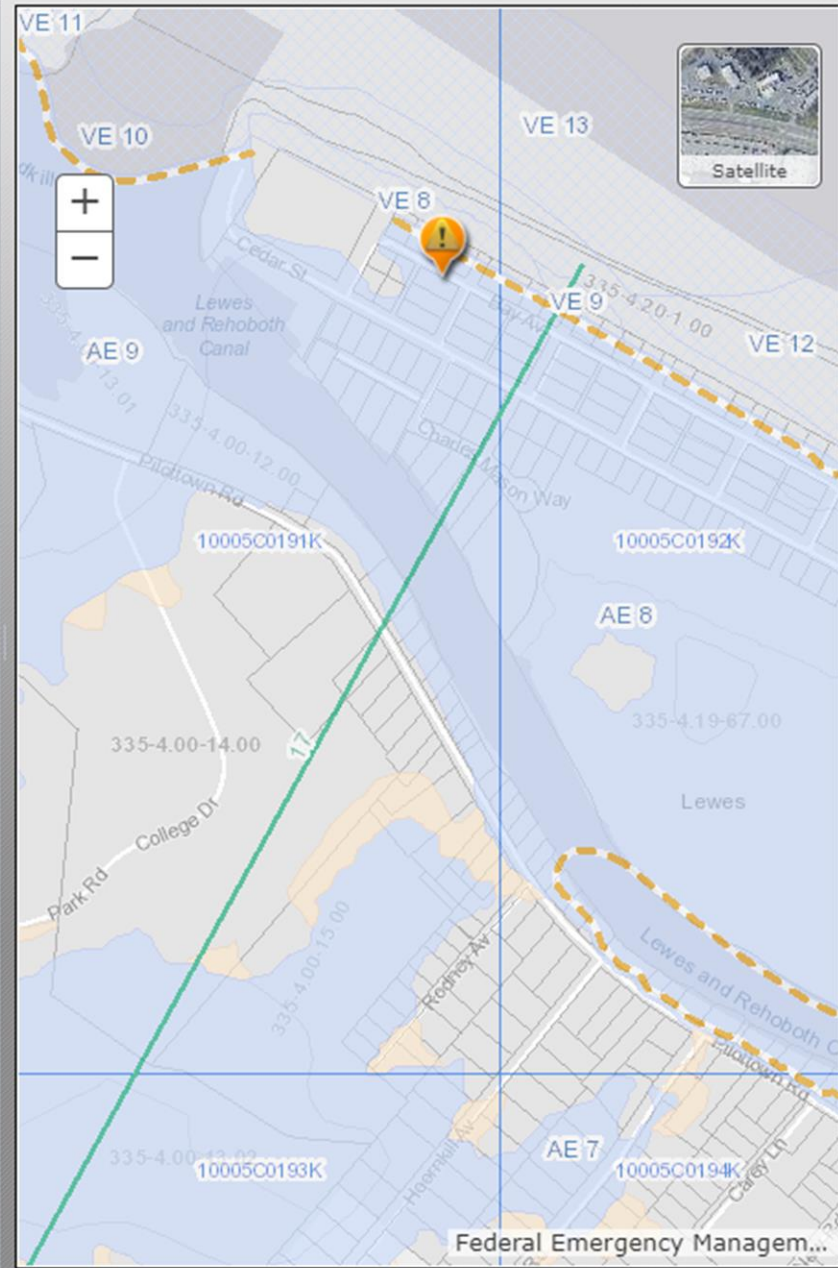 VE 11
VE 10
VE 13
Satellite
+
−
VE 8
Cedar St
Lewes
and Rehoboth
Canal
335-4.20-1.00
VE 9
Bay Av
VE 12
AE 9
335-4.00-12.00
Pilottown Rd
Charles Mason Way
10005C0191K
10005C0192K
AE 8
335-4.19-67.00
335-4.00-14.00
17
Lewes
College Dr
Park Rd
335-4.00-15.00
Rodney Av
Lewes and Rehoboth C
Pilottown Rd
AE 7
10005C0193K
10005C0194K
Hoornkill Av
Carey Ln
Federal Emergency Managem...